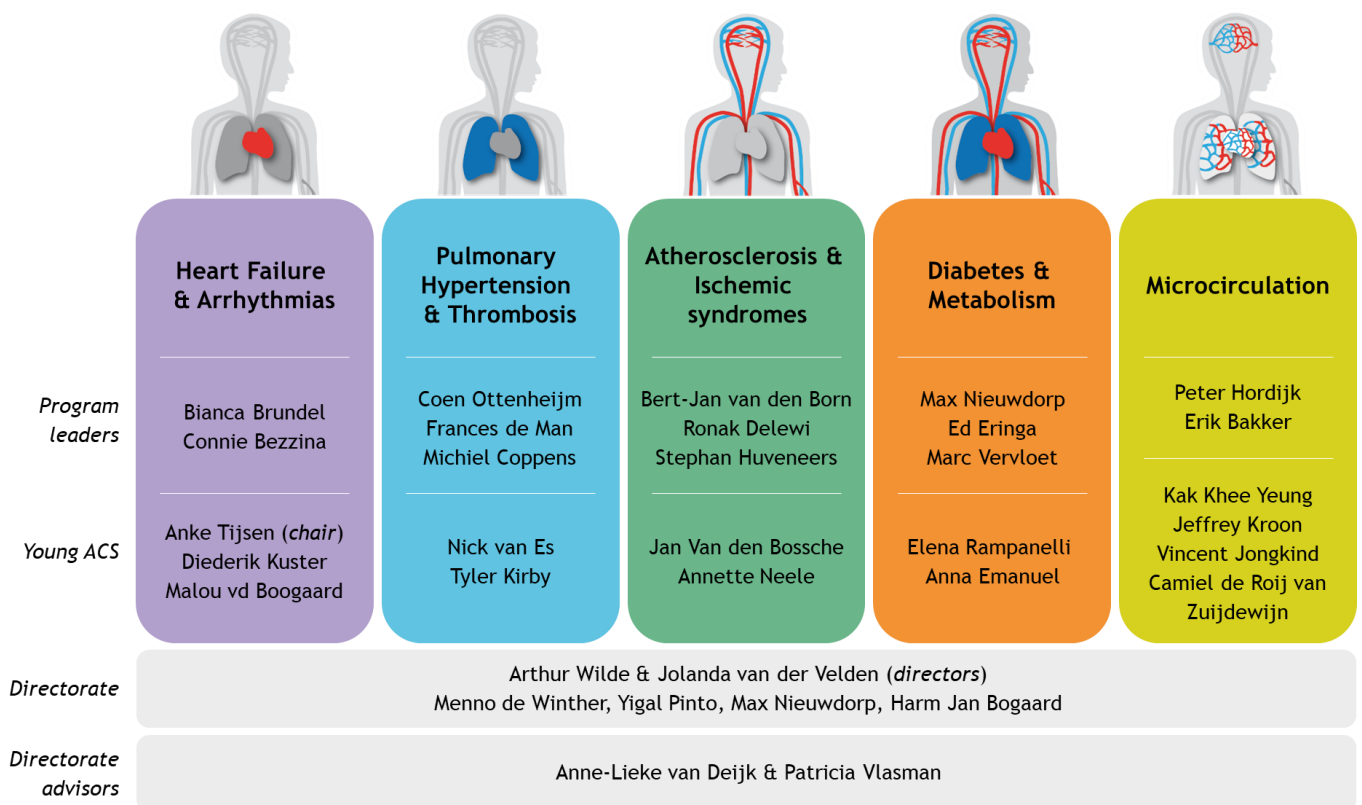 Heart Failure
& Arrhythmias
Pulmonary
Hypertension
& Thrombosis
Atherosclerosis &
Ischemic
syndromes
Diabetes &
Metabolism
Microcirculation
Program
leaders
Bianca Brundel
Connie Bezzina
Coen Ottenheijm
Frances de Man
Michiel Coppens
Bert-Jan van den Born
Ronak Delewi
Stephan Huveneers
Max Nieuwdorp
Ed Eringa
Marc Vervloet
Peter Hordijk
Erik Bakker
Young ACS
Anke Tijsen (chair)
Diederik Kuster
Malou vd Boogaard
Nick van Es
Tyler Kirby
Jan Van den Bossche
Annette Neele
Elena Rampanelli
Anna Emanuel
Kak Khee Yeung
Jeffrey Kroon
Vincent Jongkind
Camiel de Roij van
Zuijdewijn
Directorate
Arthur Wilde & Jolanda van der Velden (directors)
Menno de Winther, Yigal Pinto, Max Nieuwdorp, Harm Jan Bogaard
Directorate
advisors
Anne-Lieke van Deijk & Patricia Vlasman